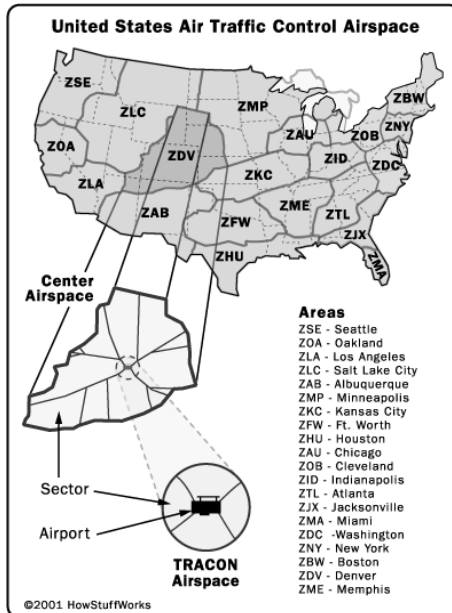 United States Air Traffic Control Airspace
ZSE
ZLC
ZMP
ZBW
ZOA
ZDV
ZAU
ZOB
ZNY
ZLA
ZKC
ZID
ZDC
ZAB
ZFW
ZME
ZTL
ZHU
ZJX
ZMA
Center
Airspace
Areas
ZSE - Seattle
ZOA - Oakland
ZLA - Los Angeles
ZLC - Salt Lake City
ZAB - Albuquerque
ZMP - Minneapolis
ZKC - Kansas City
ZFW - Ft. Worth
ZHU - Houston
ZAU - Chicago
ZOB - Cleveland
ZID - Indianapolis
ZTL - Atlanta
ZJX - Jacksonville
ZMA - Miami
ZDC -Washington
ZNY - New York
ZBW - Boston
ZDV - Denver
ZME - Memphis
Sector
Airport
TRACON
Airspace
©2001 HowStuffWorks